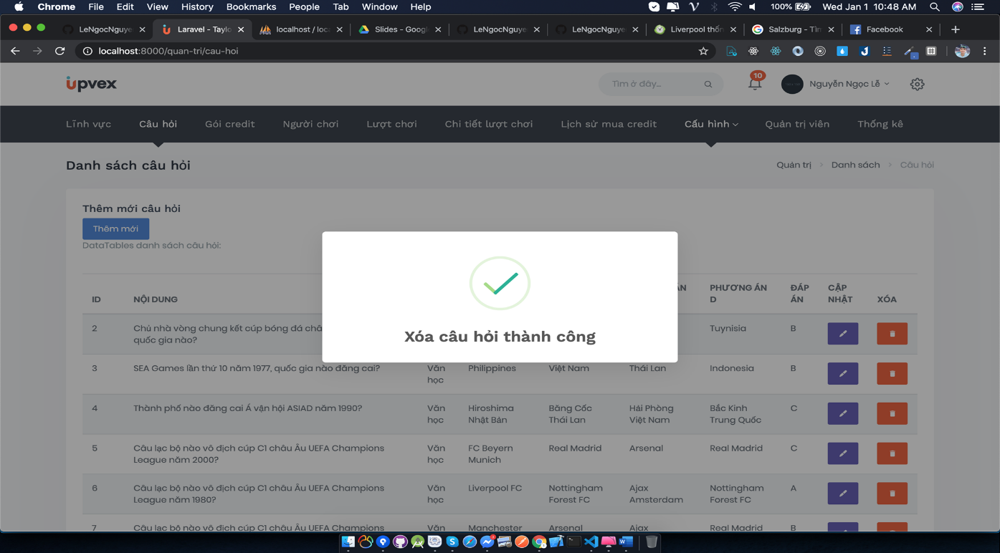 Chrome File Edit View History Bookmarks People Tab Window Help 100% Wed Jan 1 10:48 AM
LeNgocNguye Laravel - Taylo localhost / loca Slides - Googl LeNgocNguye LeNgocNguye Liverpool thốn Salzburg - Tìm Facebook
localhost:8000/quan-tri/cau-hoi
upvex Tìm ở đây... 10 Nguyễn Ngọc Lễ
Lĩnh vực Câu hỏi Gói credit Người chơi Lượt chơi Chi tiết lượt chơi Lịch sử mua credit Cấu hình Quản trị viên Thống kê
Danh sách câu hỏi Quản trị Danh sách Câu hỏi
Thêm mới câu hỏi
Thêm mới
DataTables danh sách câu hỏi:
ID NỘI DUNG ÁN PHƯƠNG ÁN D ĐÁP ÁN CẬP NHẬT XÓA
2 Chủ nhà vòng chung kết cúp bóng đá châ
quốc gia nào? Tuynisia B
Xóa câu hỏi thành công
3 SEA Games lần thứ 10 năm 1977, quốc gia nào đăng cai? Văn học Philippines Việt Nam Thái Lan Indonesia B
4 Thành phố nào đăng cai Á vận hội ASIAD năm 1990? Văn học Hiroshima Nhật Bản Băng Cốc Thái Lan Hải Phòng Việt Nam Bắc Kinh Trung Quốc C
5 Câu lạc bộ nào vô địch cúp C1 châu Âu UEFA Champions
League năm 2000? Văn học FC Beyern Munich Real Madrid Arsenal Real Madrid C
6 Câu lạc bộ nào vô địch cúp C1 châu Âu UEFA Champions
League năm 1980? Văn học Liverpool FC Nottingham Forest FC Ajax Amsterdam Nottingham Forest FC A
7 Câu lạc bộ nào vô địch cúp C1 châu Âu UEFA Champions Văn Manchester Arsenal Ajax Real Madrid B